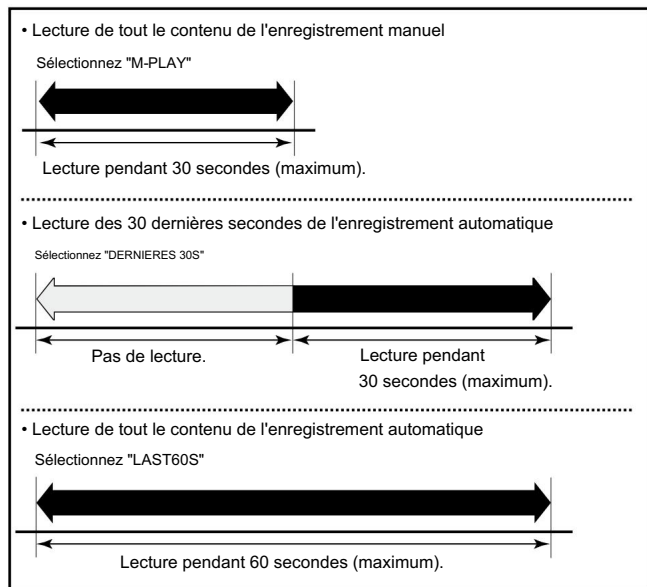 • Lecture de tout le contenu de l'enregistrement manuel
Sélectionnez "M-PLAY"
Lecture pendant 30 secondes (maximum).
• Lecture des 30 dernières secondes de l'enregistrement automatique
Sélectionnez "DERNIERES 30S"
Pas de lecture.
Lecture pendant
30 secondes (maximum).
• Lecture de tout le contenu de l'enregistrement automatique
Sélectionnez "LAST60S"
Lecture pendant 60 secondes (maximum).